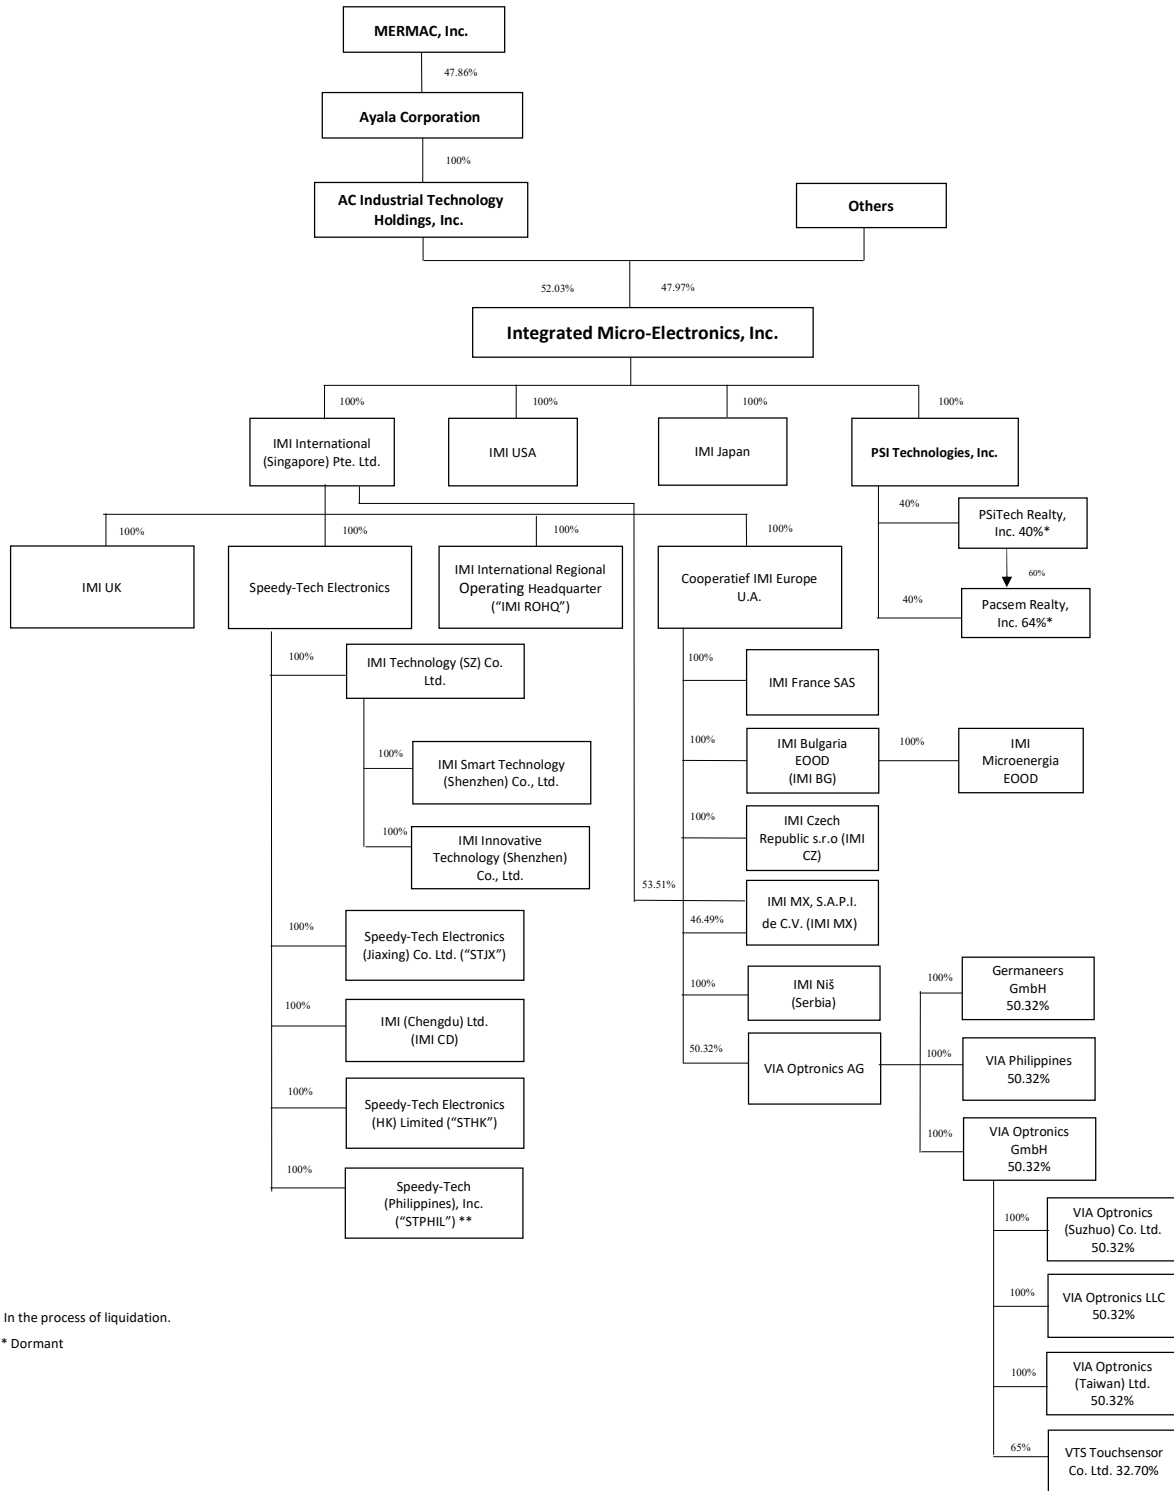 MERMAC, Inc.
47.86%
Ayala Corporation
100%
AC Industrial Technology
Holdings, Inc.
Others
52.03%
47.97%
Integrated Micro-Electronics, Inc.
100%
100%
100%
100%
IMI International
(Singapore) Pte. Ltd.
IMI USA
IMI Japan
PSI Technologies, Inc.
40%
PSiTech Realty,
Inc. 40%*
60%
40%
Pacsem Realty,
Inc. 64%*
100%
100%
100%
100%
IMI UK
Speedy-Tech Electronics
IMI International Regional
Operating Headquarter
(“IMI ROHQ”)
Cooperatief IMI Europe
U.A.
100%
IMI Technology (SZ) Co.
Ltd.
100%
IMI Smart Technology
(Shenzhen) Co., Ltd.
100%
IMI Innovative
Technology (Shenzhen)
Co., Ltd.
100%
Speedy-Tech Electronics
(Jiaxing) Co. Ltd. (“STJX”)
100%
IMI (Chengdu) Ltd.
(IMI CD)
100%
Speedy-Tech Electronics
(HK) Limited (“STHK”)
100%
Speedy-Tech
(Philippines), Inc.
(“STPHIL”) **
100%
IMI France SAS
100%
IMI Bulgaria
EOOD
(IMI BG)
100%
IMI
Microenergia
EOOD
100%
IMI Czech
Republic s.r.o (IMI
CZ)
53.51%
46.49%
IMI MX, S.A.P.I.
de C.V. (IMI MX)
100%
IMI Niš
(Serbia)
50.32%
VIA Optronics AG
100%
Germaneers
GmbH
50.32%
100%
VIA Philippines
50.32%
100%
VIA Optronics
GmbH
50.32%
100%
VIA Optronics
(Suzhuo) Co. Ltd.
50.32%
100%
VIA Optronics LLC
50.32%
100%
VIA Optronics
(Taiwan) Ltd.
50.32%
65%
VTS Touchsensor
Co. Ltd. 32.70%
In the process of liquidation.
* Dormant